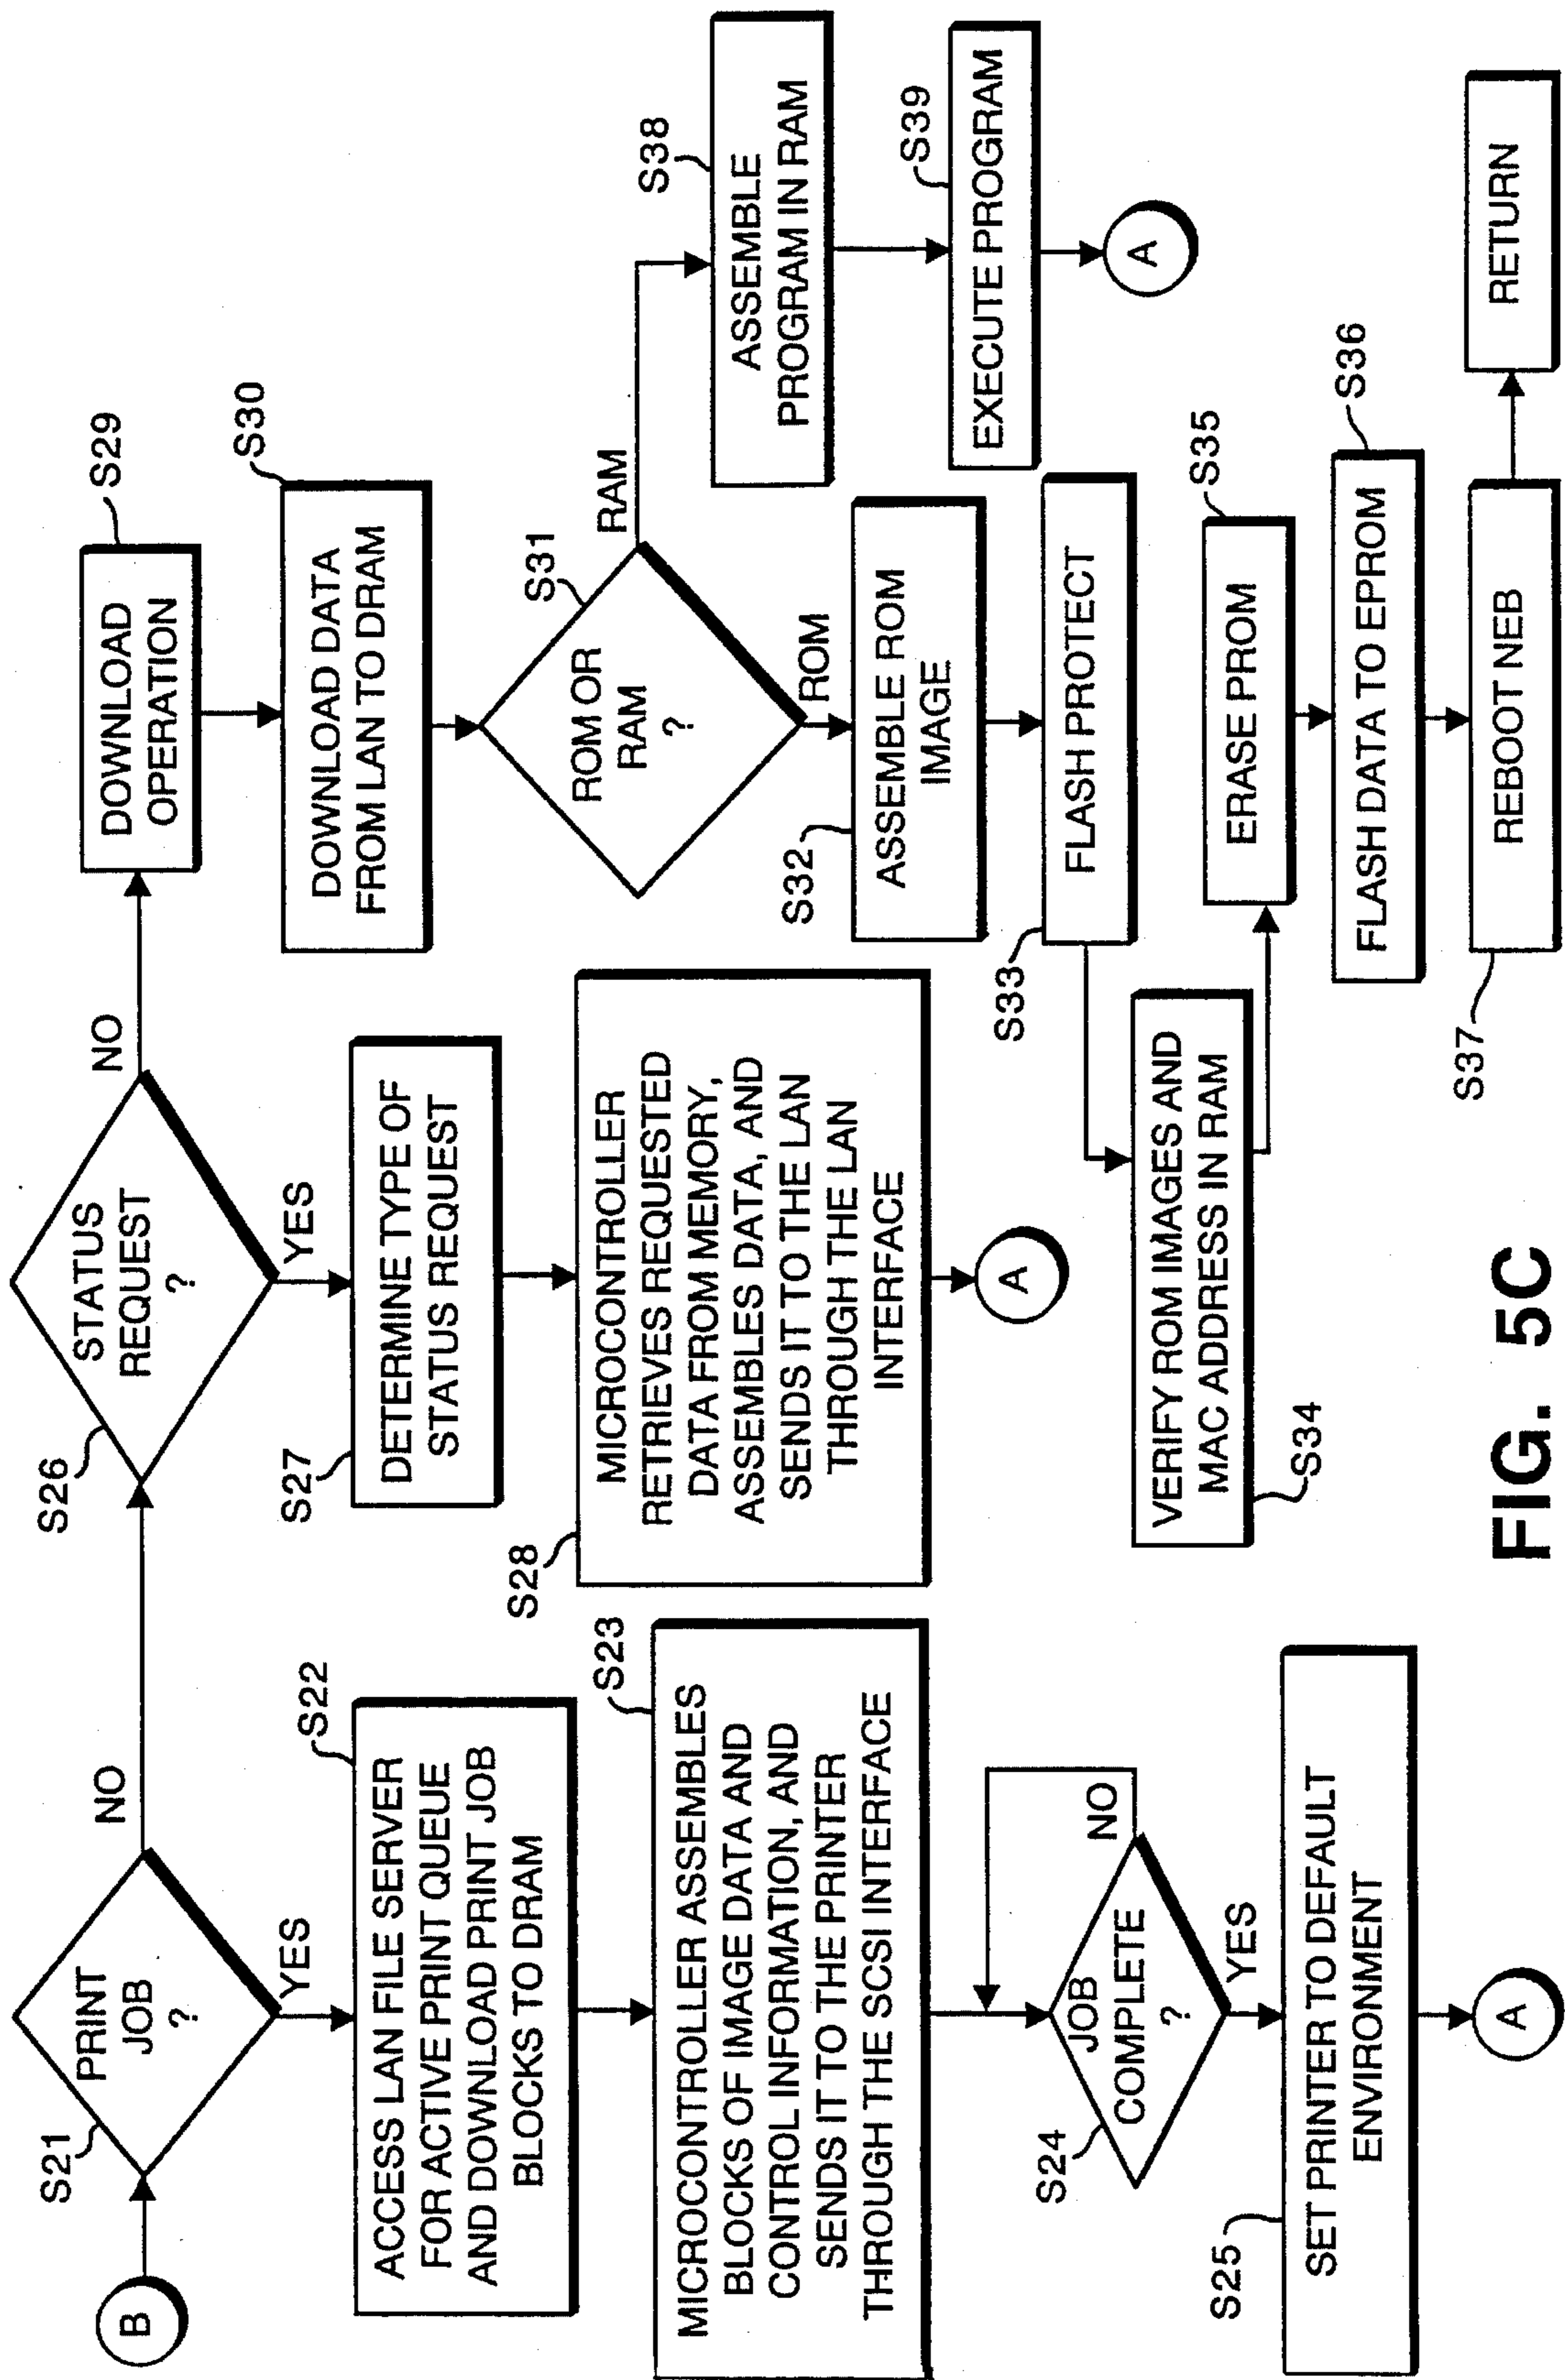 B
S21
PRINT
JOB
?
NO
YES
S22
ACCESS LAN FILE SERVER
FOR ACTIVE PRINT QUEUE
AND DOWNLOAD PRINT JOB
BLOCKS TO DRAM
S23
MICROCONTROLLER ASSEMBLES
BLOCKS OF IMAGE DATA AND
CONTROL INFORMATION, AND
SENDS IT TO THE PRINTER
THROUGH THE SCSI INTERFACE
S24
JOB
COMPLETE
?
NO
YES
S25
SET PRINTER TO DEFAULT
ENVIRONMENT
A
S26
STATUS
REQUEST
?
NO
YES
S27
DETERMINE TYPE OF
STATUS REQUEST
S28
MICROCONTROLLER
RETRIEVES REQUESTED
DATA FROM MEMORY,
ASSEMBLES DATA, AND
SENDS IT TO THE LAN
THROUGH THE LAN
INTERFACE
A
S29
DOWNLOAD
OPERATION
S30
DOWNLOAD DATA
FROM LAN TO DRAM
S31
ROM OR
RAM
?
RAM
ROM
S32
ASSEMBLE ROM
IMAGE
S33
FLASH PROTECT
S34
VERIFY ROM IMAGES AND
MAC ADDRESS IN RAM
S35
ERASE PROM
S36
FLASH DATA TO EPROM
S37
REBOOT NEB
RETURN
S38
ASSEMBLE
PROGRAM IN RAM
S39
EXECUTE PROGRAM
A
FIG. 5C